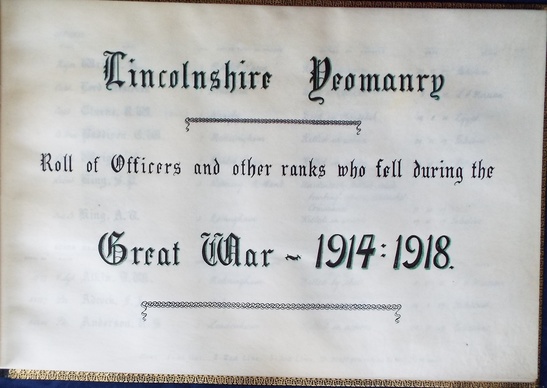 Lincolnshire Yeomanry
Roll of Officers and other ranks who fell during the
Great War ~ 1914:1918.